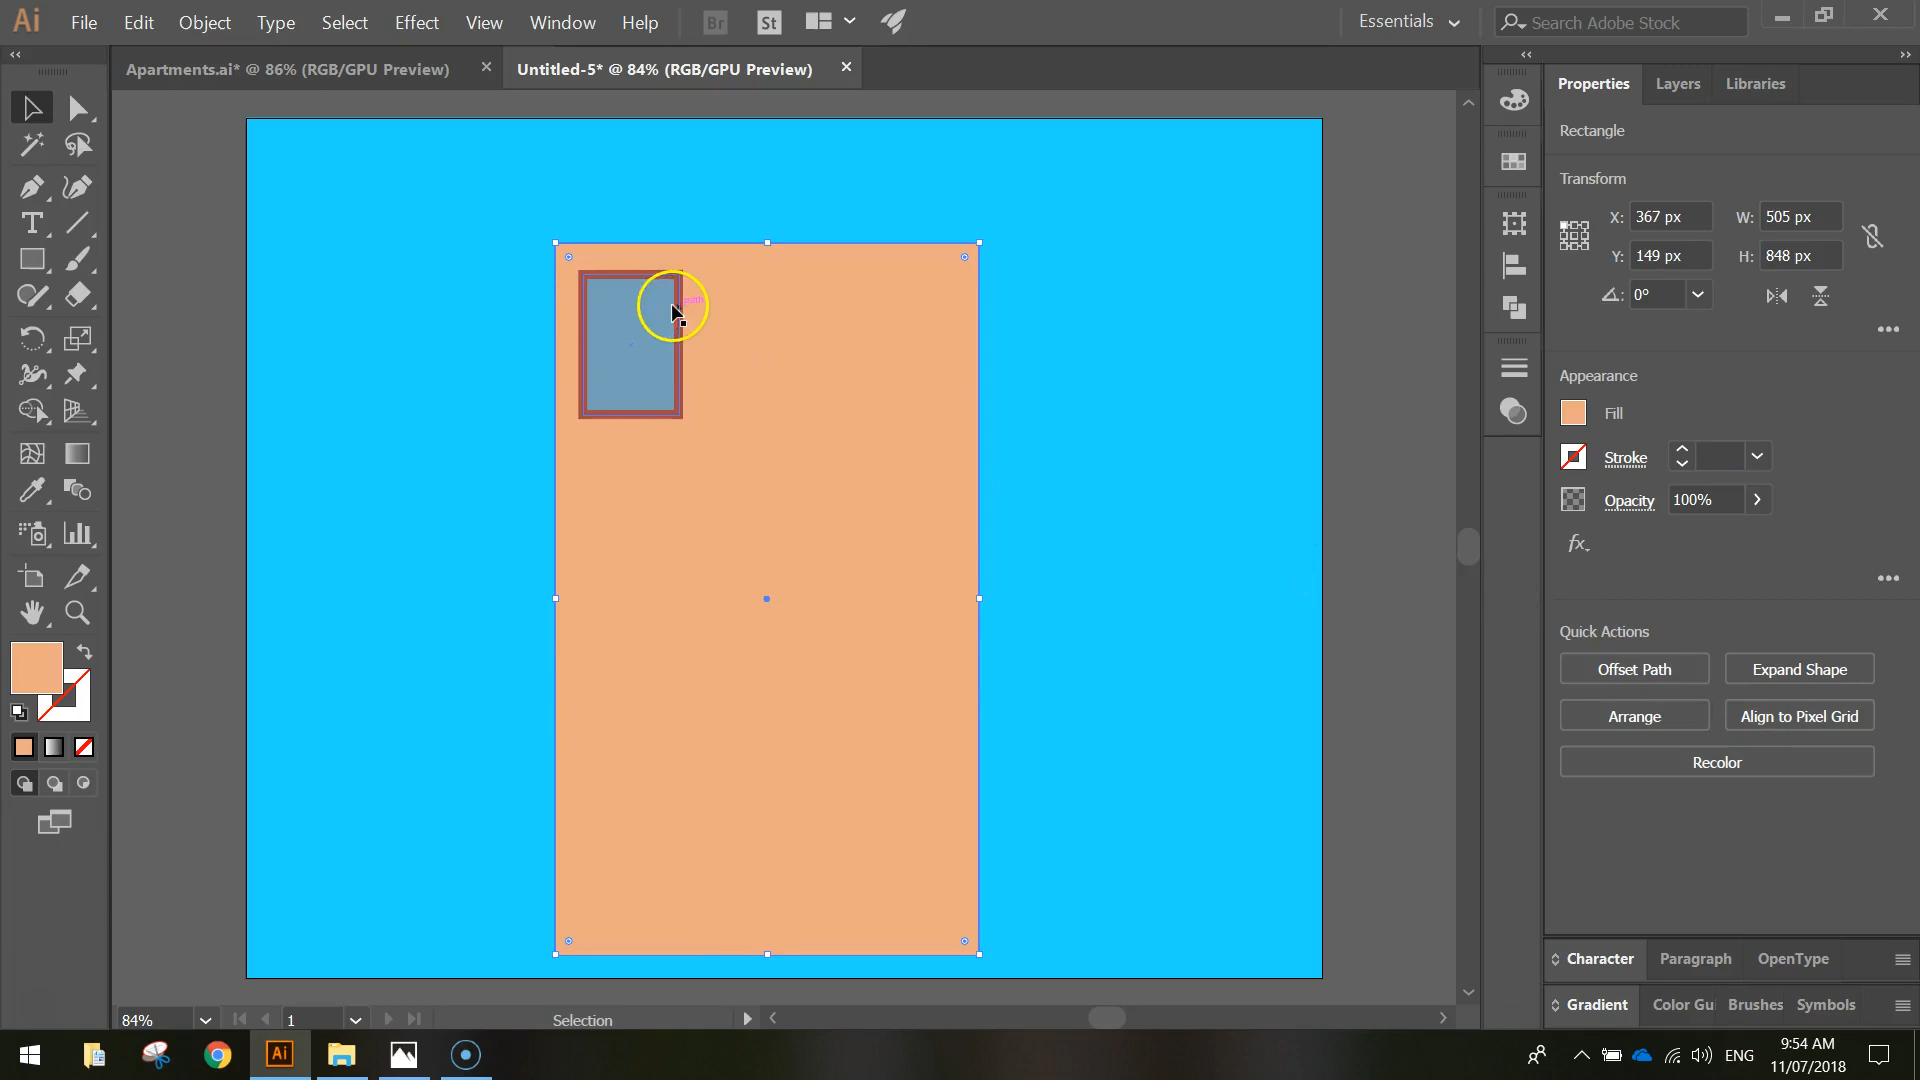 Ai File Edit Object Type Select Effect View Window Help Br St Essentials Search Adobe Stock
Apartments.ai* @ 86% (RGB/GPU Preview) Untitled-5* @ 84% (RGB/GPU Preview)
Properties Layers Libraries
Rectangle
Transform
X: 367 px W: 505 px
Y: 149 px H: 848 px
0°
Appearance
Fill
Stroke
Opacity 100%
fx
Quick Actions
Offset Path Expand Shape
Arrange Align to Pixel Grid
Recolor
Character Paragraph OpenType
Gradient Color Gui Brushes Symbols
84% 1 Selection
Ai ENG 9:54 AM
11/07/2018